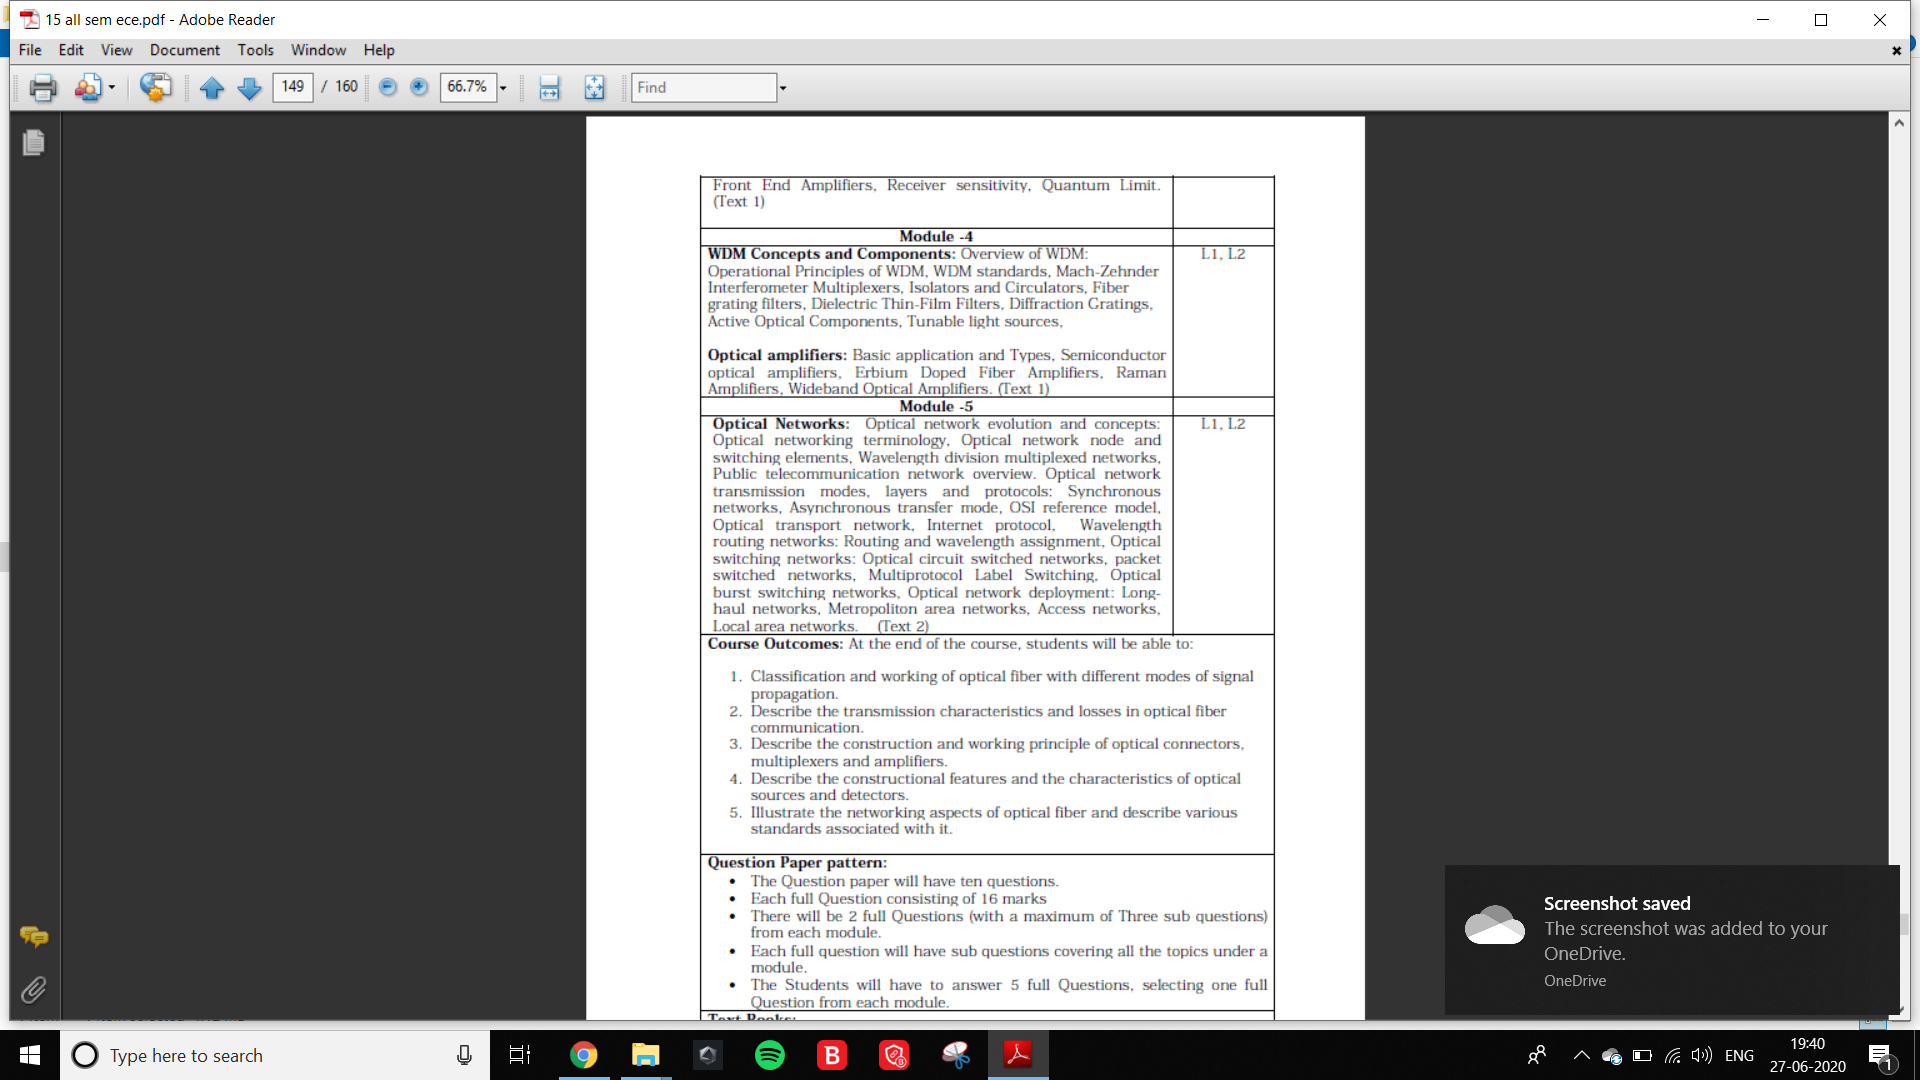 15 all sem ece.pdf - Adobe Reader
File Edit View Document Tools Window Help
149 / 160 66.7% Find
Front End Amplifiers, Receiver sensitivity, Quantum Limit.
(Text 1)
Module -4
WDM Concepts and Components: Overview of WDM: L1, L2
Operational Principles of WDM, WDM standards, Mach-Zehnder
Interferometer Multiplexers, Isolators and Circulators, Fiber
grating filters, Dielectric Thin-Film Filters, Diffraction Gratings,
Active Optical Components, Tunable light sources,
Optical amplifiers: Basic application and Types, Semiconductor
optical amplifiers, Erbium Doped Fiber Amplifiers, Raman
Amplifiers, Wideband Optical Amplifiers. (Text 1)
Module -5
Optical Networks: Optical network evolution and concepts: L1, L2
Optical networking terminology, Optical network node and
switching elements, Wavelength division multiplexed networks,
Public telecommunication network overview. Optical network
transmission modes, layers and protocols: Synchronous
networks, Asynchronous transfer mode, OSI reference model,
Optical transport network, Internet protocol, Wavelength
routing networks: Routing and wavelength assignment, Optical
switching networks: Optical circuit switched networks, packet
switched networks, Multiprotocol Label Switching, Optical
burst switching networks, Optical network deployment: Long-
haul networks, Metropoliton area networks, Access networks,
Local area networks. (Text 2)
Course Outcomes: At the end of the course, students will be able to:
1. Classification and working of optical fiber with different modes of signal
propagation.
2. Describe the transmission characteristics and losses in optical fiber
communication.
3. Describe the construction and working principle of optical connectors,
multiplexers and amplifiers.
4. Describe the constructional features and the characteristics of optical
sources and detectors.
5. Illustrate the networking aspects of optical fiber and describe various
standards associated with it.
Question Paper pattern:
• The Question paper will have ten questions.
• Each full Question consisting of 16 marks
• There will be 2 full Questions (with a maximum of Three sub questions)
from each module.
• Each full question will have sub questions covering all the topics under a
module.
• The Students will have to answer 5 full Questions, selecting one full
Question from each module.
Text Books:
Screenshot saved
The screenshot was added to your
OneDrive.
OneDrive
Type here to search
ENG
19:40
27-06-2020
1